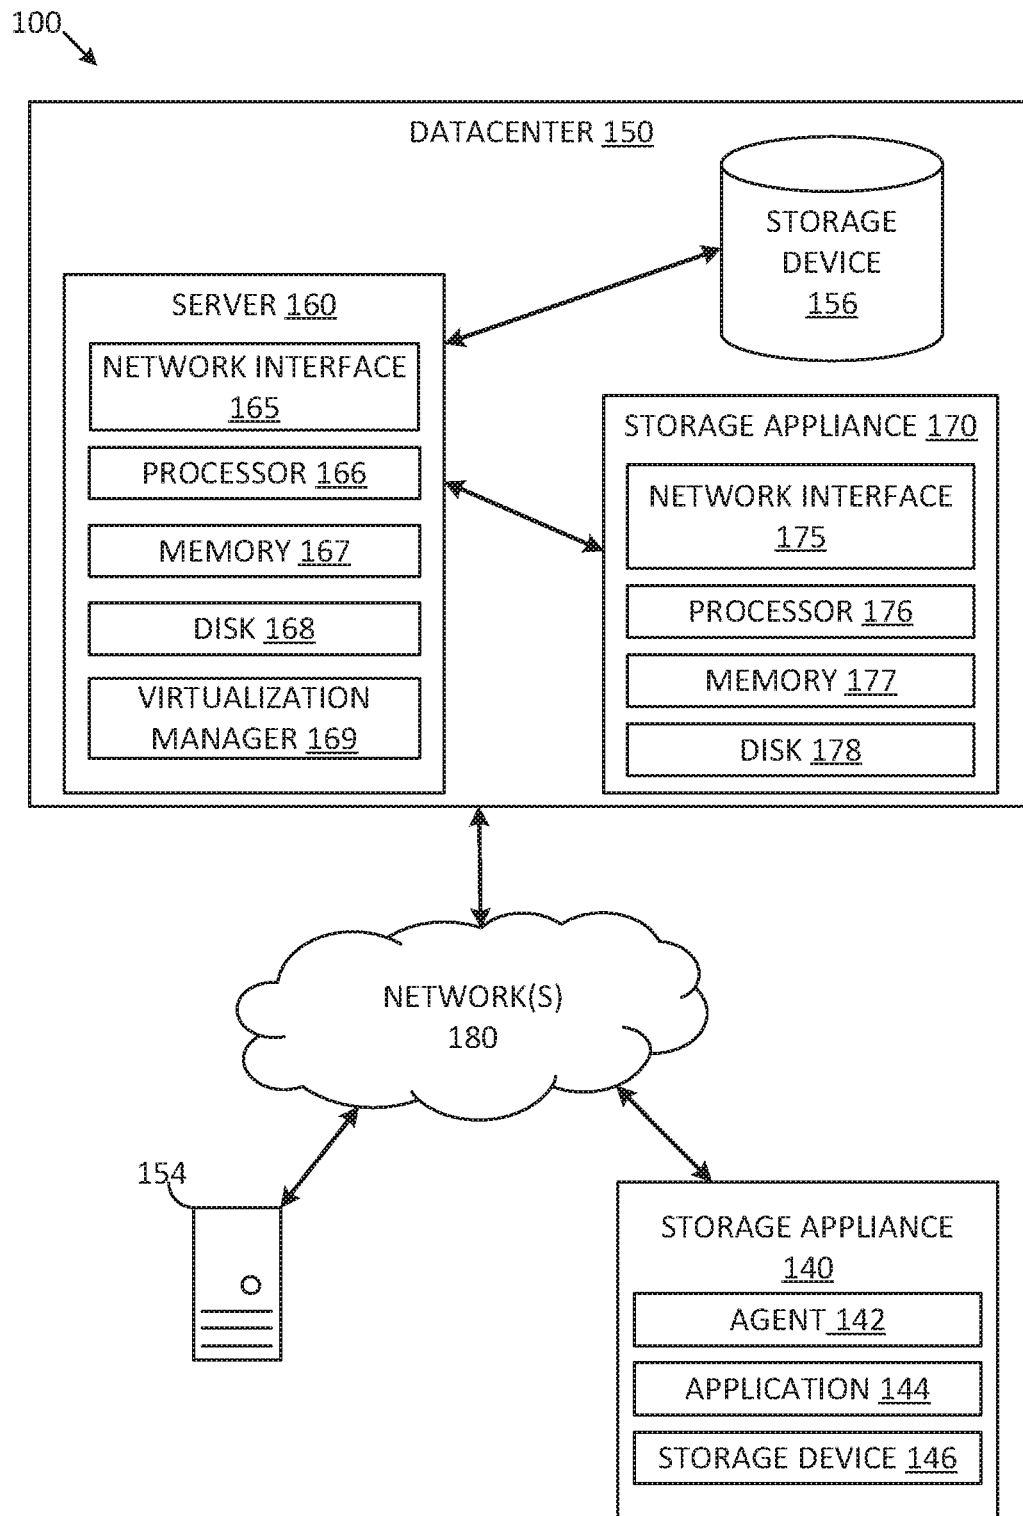 100
DATACENTER 150
STORAGE
DEVICE
156
SERVER 160
NETWORK INTERFACE
165
PROCESSOR 166
MEMORY 167
DISK 168
VIRTUALIZATION
MANAGER 169
STORAGE APPLIANCE 170
NETWORK INTERFACE
175
PROCESSOR 176
MEMORY 177
DISK 178
NETWORK(S)
180
154
STORAGE APPLIANCE
140
AGENT 142
APPLICATION 144
STORAGE DEVICE 146